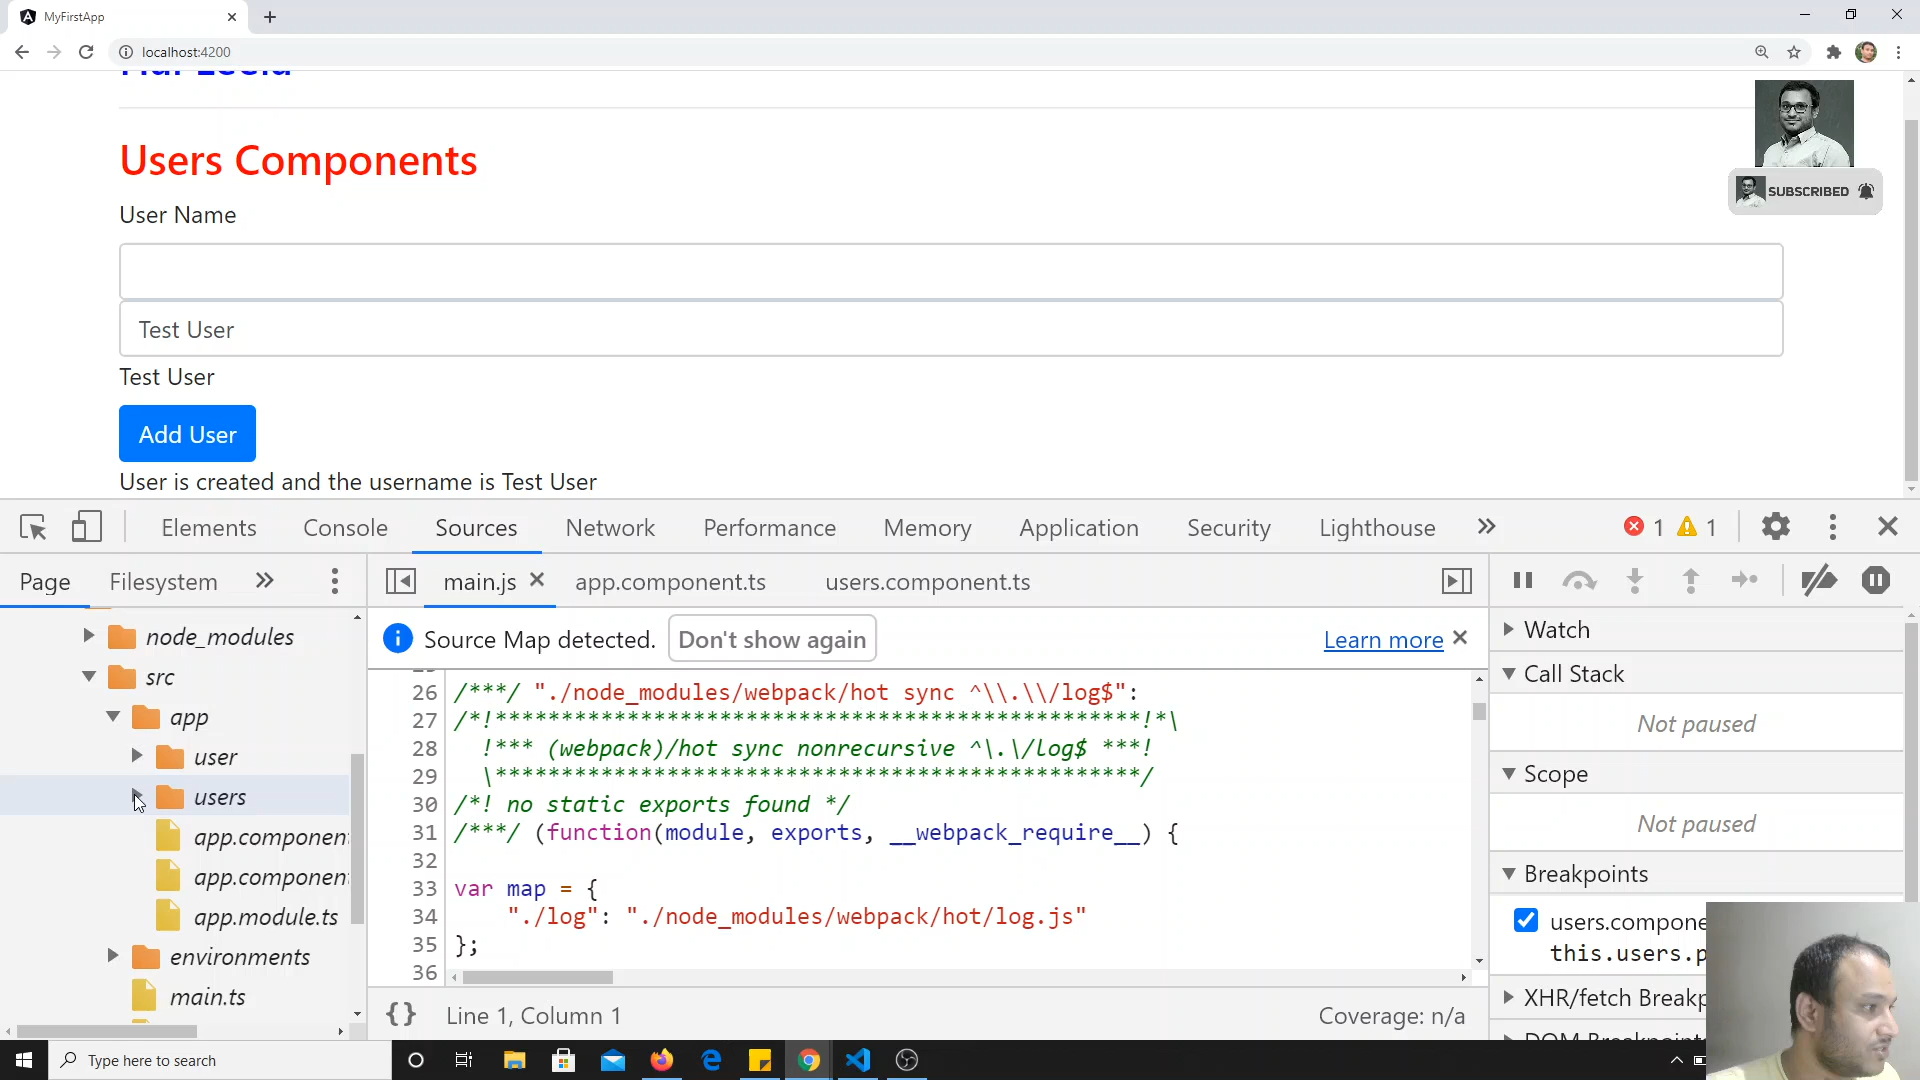 MyFirstApp
localhost:4200
Users Components
SUBSCRIBED
User Name
Test User
Test User
Add User
User is created and the username is Test User
Elements Console Sources Network Performance Memory Application Security Lighthouse » 1 1
Page Filesystem » main.js app.component.ts users.component.ts
node_modules
src
app
user
users
app.component
app.component
app.module.ts
environments
main.ts
Source Map detected. Don't show again Learn more
26 /***/ "./node_modules/webpack/hot sync ^\\.\\/log$":
27 /*!*************************************************!*\
28 !*** (webpack)/hot sync nonrecursive ^\.\/log$ ***!
29 \*************************************************/
30 /*! no static exports found */
31 /***/ (function(module, exports, __webpack_require__) {
32
33 var map = {
34 "./log": "./node_modules/webpack/hot/log.js"
35 };
36
{} Line 1, Column 1 Coverage: n/a
Watch
Call Stack
Not paused
Scope
Not paused
Breakpoints
users.compone
this.users.p
XHR/fetch Breakp
Type here to search